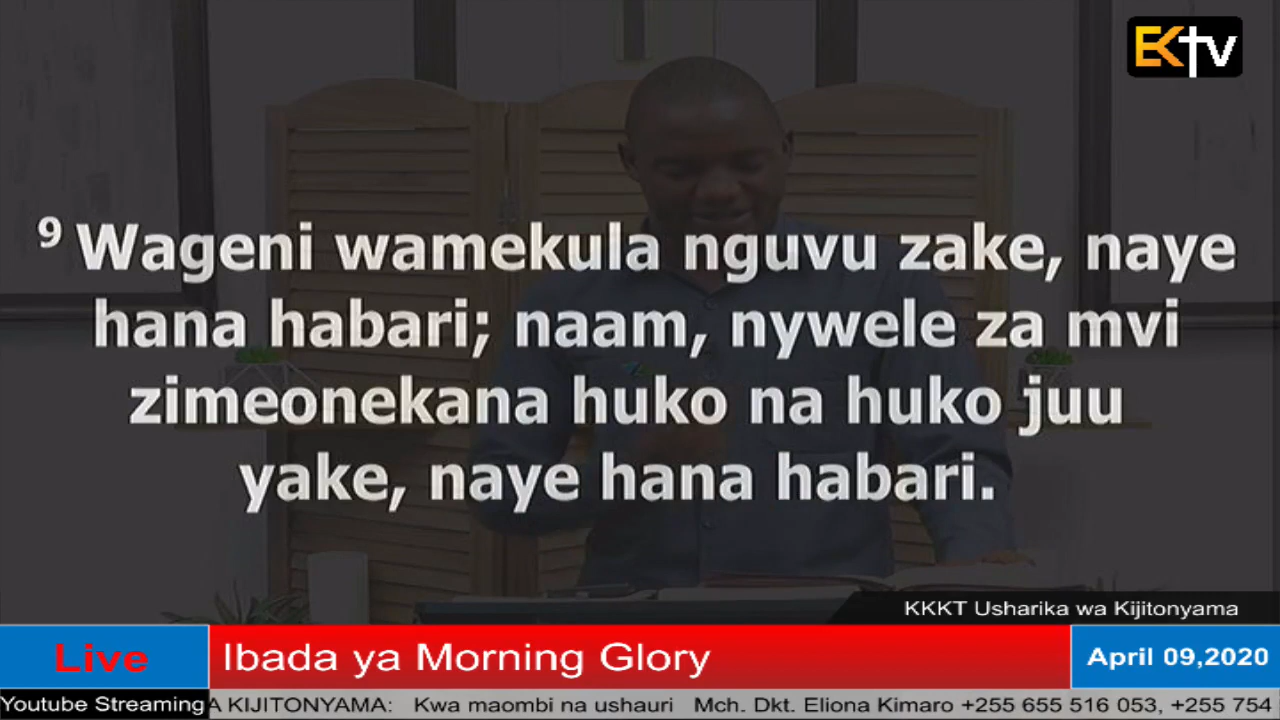 EKTV
9 Wageni wamekula nguvu zake, naye
hana habari; naam, nywele za mvi
zimeonekana huko na huko juu
yake, naye hana habari.
KKKT Usharika wa Kijitonyama
Live
Ibada ya Morning Glory
April 09,2020
Youtube Streaming
A KIJITONYAMA: Kwa maombi na ushauri Mch. Dkt. Eliona Kimaro +255 655 516 053, +255 754